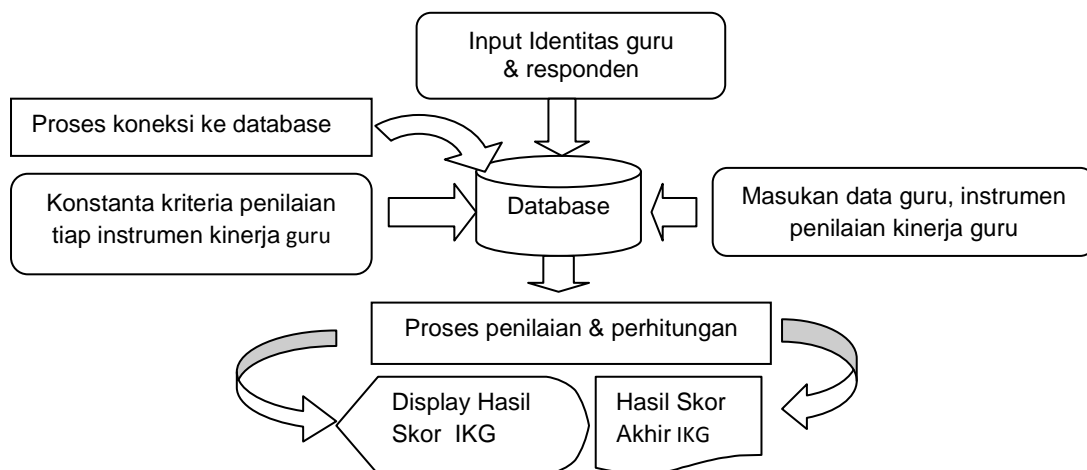 Input Identitas guru
& responden
Proses koneksi ke database
Konstanta kriteria penilaian
tiap instrumen kinerja guru
Database
Masukan data guru, instrumen
penilaian kinerja guru
Proses penilaian & perhitungan
Display Hasil
Skor IKG
Hasil Skor
Akhir IKG